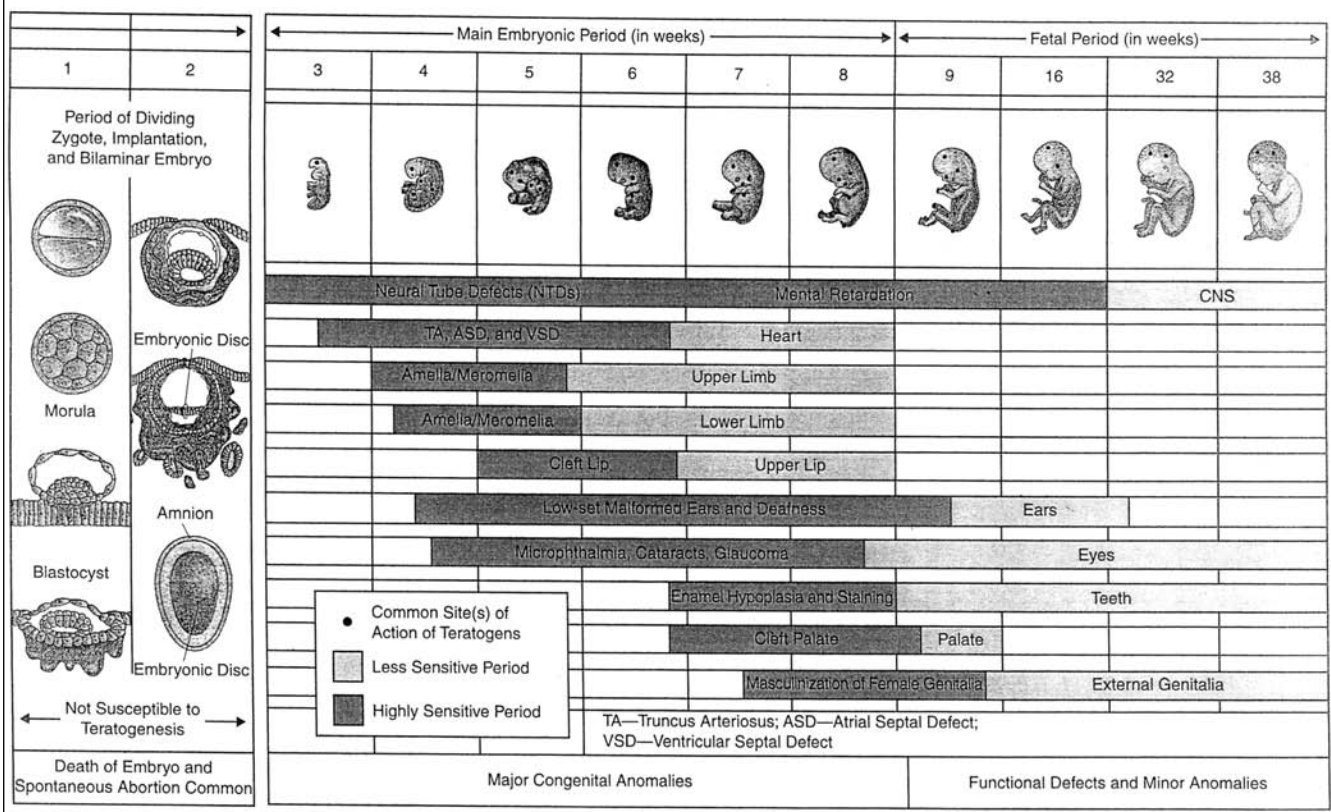 Main Embryonic Period (in weeks)
Fetal Period (in weeks)
1
2
3
4
5
6
7
8
9
16
32
38
Period of Dividing
Zygote, Implantation,
and Bilaminar Embryo
Embryonic Disc
Morula
Amnion
Blastocyst
Embryonic Disc
Not Susceptible to
Teratogenesis
Death of Embryo and
Spontaneous Abortion Common
Neural Tube Defects (NTDs)
Mental Retardation
CNS
TA, ASD, and VSD
Heart
Amelia/Meromelia
Upper Limb
Amelia/Meromelia
Lower Limb
Cleft Lip
Upper Lip
Low-set Malformed Ears and Deafness
Ears
Microphthalmia, Cataracts, Glaucoma
Eyes
Enamel Hypoplasia and Staining
Teeth
Cleft Palate
Palate
Masculinization of Female Genitalia
External Genitalia
Common Site(s) of
Action of Teratogens
Less Sensitive Period
Highly Sensitive Period
TA—Truncus Arteriosus; ASD—Atrial Septal Defect;
VSD—Ventricular Septal Defect
Major Congenital Anomalies
Functional Defects and Minor Anomalies